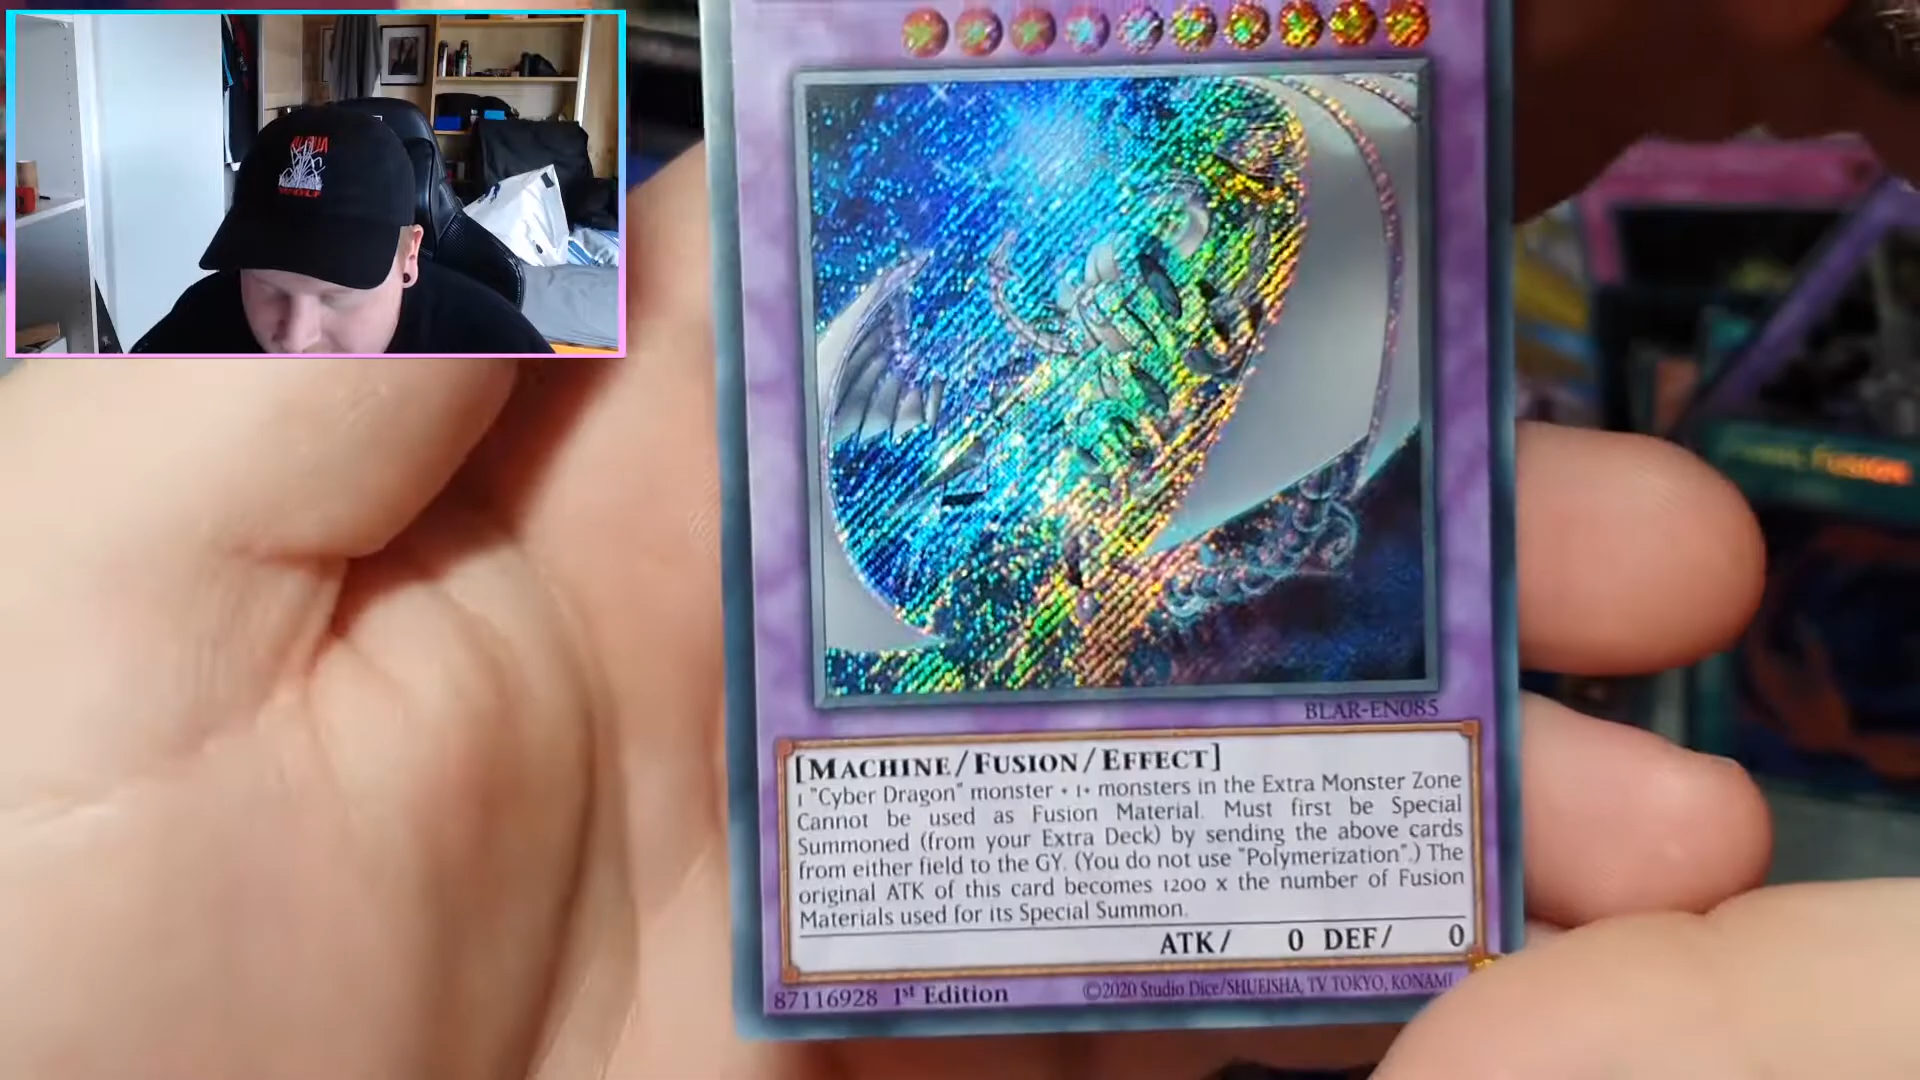 BLAR-EN085
[MACHINE/FUSION/EFFECT]
1 "Cyber Dragon" monster + 1+ monsters in the Extra Monster Zone
Cannot be used as Fusion Material. Must first be Special
Summoned (from your Extra Deck) by sending the above cards
from either field to the GY. (You do not use "Polymerization".) The
original ATK of this card becomes 1200 x the number of Fusion
Materials used for its Special Summon.
ATK/ 0 DEF/ 0
87116928 1st Edition ©2020 Studio Dice/SHUEISHA, TV TOKYO, KONAMI
FUSION